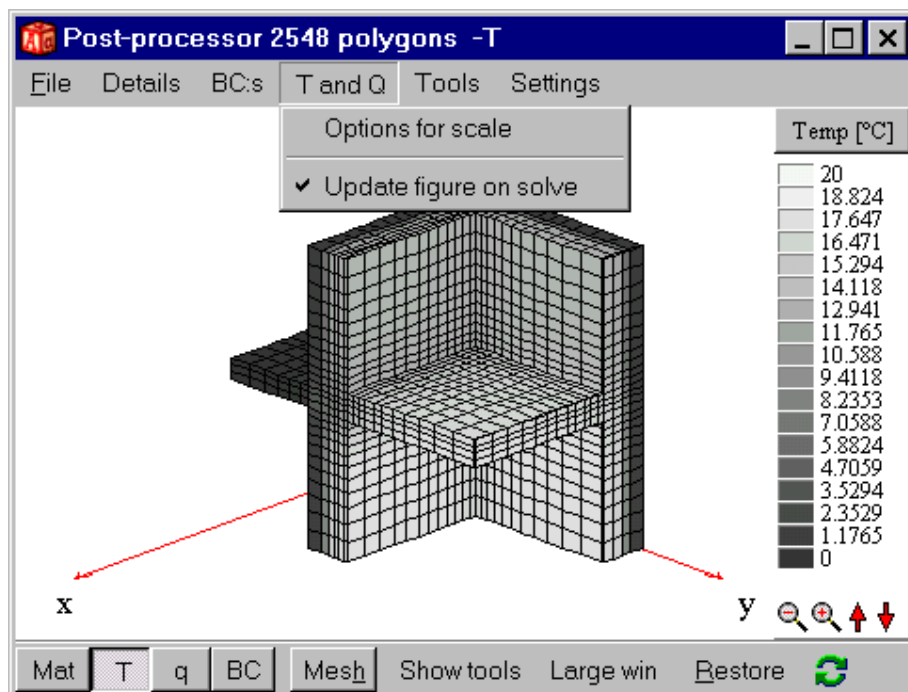 Post-processor 2548 polygons -T
File Details BC:s T and Q Tools Settings
Options for scale
Update figure on solve
Temp [°C]
20
18.824
17.647
16.471
15.294
14.118
12.941
11.765
10.588
9.4118
8.2353
7.0588
5.8824
4.7059
3.5294
2.3529
1.1765
0
x
y
Mat T q BC Mesh Show tools Large win Restore